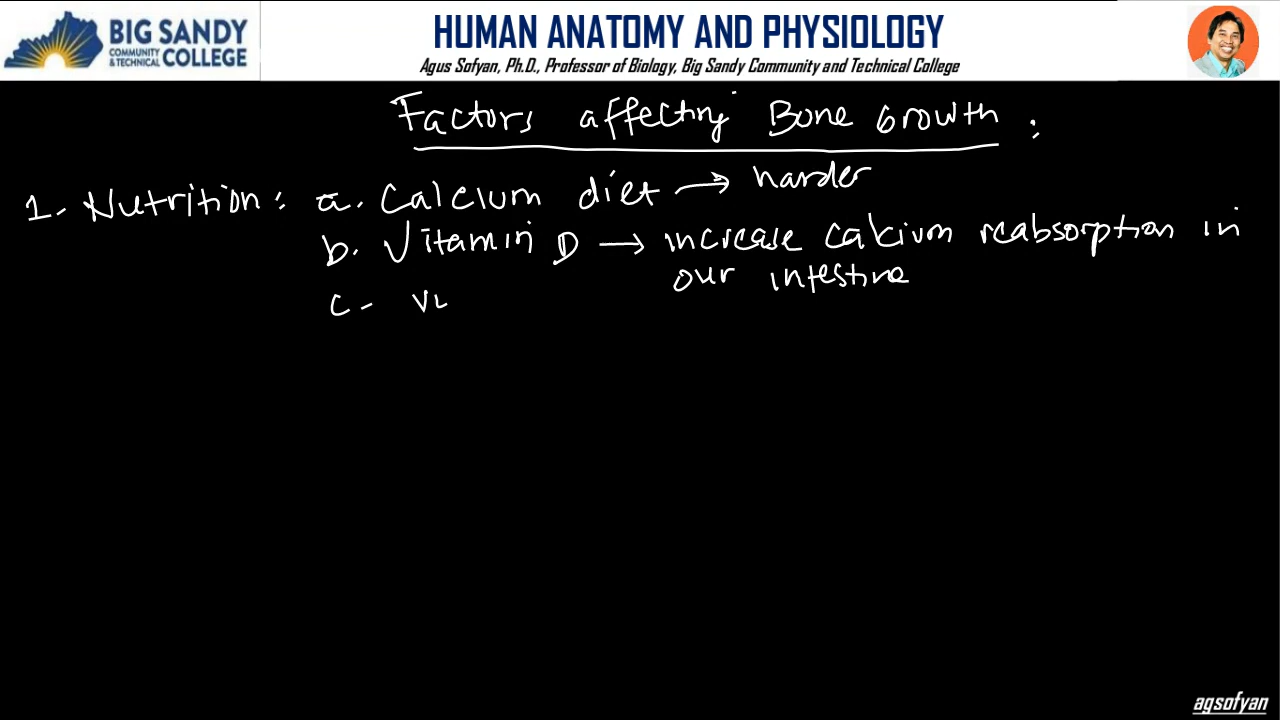 BIG SANDY
COMMUNITY & TECHNICAL COLLEGE
HUMAN ANATOMY AND PHYSIOLOGY
Agus Sofyan, Ph.D., Professor of Biology, Big Sandy Community and Technical College
Factors affecting Bone Growth :
1. Nutrition : a. Calcium diet → harder
b. Vitamin D → increase calcium reabsorption in
our intestine
c - Vi
agsofyan